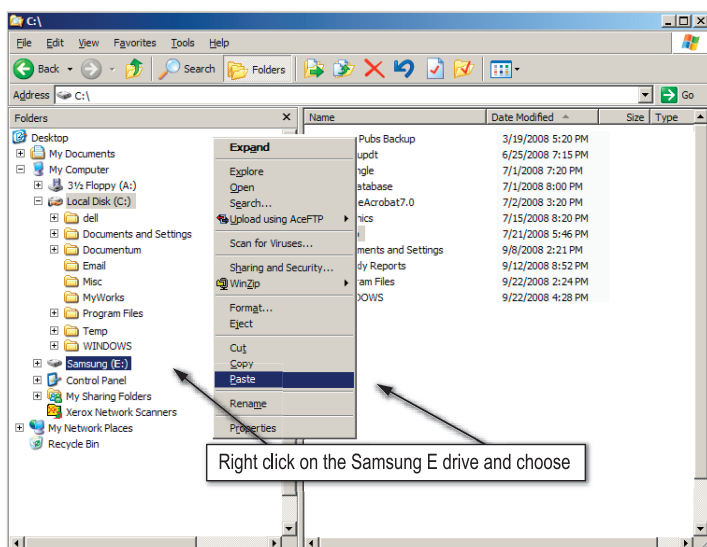 C:\
File Edit View Favorites Tools Help
Back Search Folders
Address C:\ Go
Folders × Name Date Modified Size Type
Desktop
My Documents
My Computer
3½ Floppy (A:)
Local Disk (C:)
dell
Documents and Settings
Documentum
Email
Misc
MyWorks
Program Files
Temp
WINDOWS
Samsung (E:)
Control Panel
My Sharing Folders
Xerox Network Scanners
My Network Places
Recycle Bin
Expand
Explore
Open
Search...
Upload using AceFTP
Scan for Viruses...
Sharing and Security...
WinZip
Format...
Eject
Cut
Copy
Paste
Rename
Properties
Pubs Backup 3/19/2008 5:20 PM
updt 6/25/2008 7:15 PM
ngle 7/1/2008 7:20 PM
atabase 7/1/2008 8:00 PM
eAcrobat7.0 7/2/2008 3:20 PM
nics 7/15/2008 8:20 PM
7/21/2008 5:46 PM
ments and Settings 9/8/2008 2:21 PM
dy Reports 9/12/2008 8:52 PM
am Files 9/22/2008 2:24 PM
DOWS 9/22/2008 4:28 PM
Right click on the Samsung E drive and choose